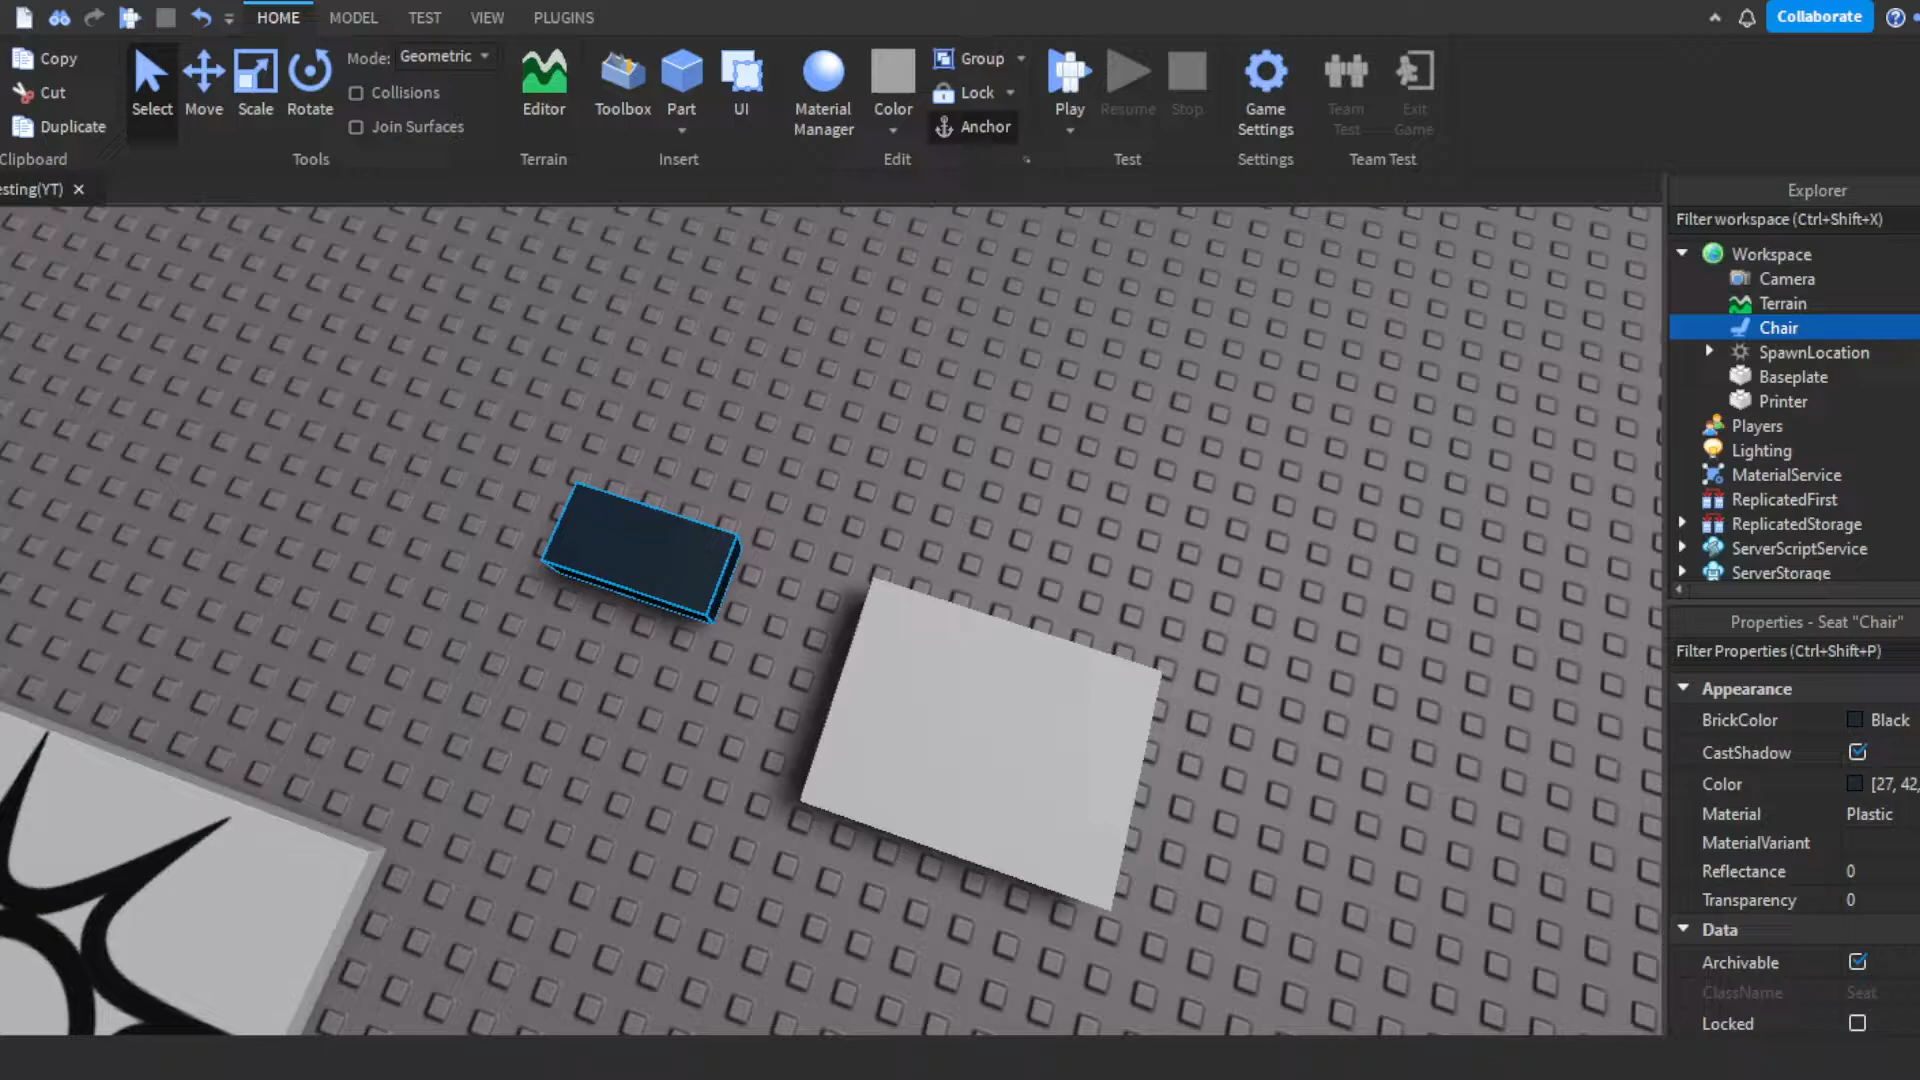 HOME MODEL TEST VIEW PLUGINS Collaborate
Copy
Cut
Duplicate
Clipboard
Select Move Scale Rotate
Mode: Geometric
Collisions
Join Surfaces
Tools
Editor
Terrain
Toolbox Part UI
Insert
Material Manager
Color
Group
Lock
Anchor
Edit
Play Resume Stop
Test
Game Settings
Settings
Team Test
Exit Game
Team Test
esting(YT)
Explorer
Filter workspace (Ctrl+Shift+X)
Workspace
Camera
Terrain
Chair
SpawnLocation
Baseplate
Printer
Players
Lighting
MaterialService
ReplicatedFirst
ReplicatedStorage
ServerScriptService
ServerStorage
Properties - Seat "Chair"
Filter Properties (Ctrl+Shift+P)
Appearance
BrickColor Black
CastShadow
Color [27, 42,
Material Plastic
MaterialVariant
Reflectance 0
Transparency 0
Data
Archivable
ClassName Seat
Locked